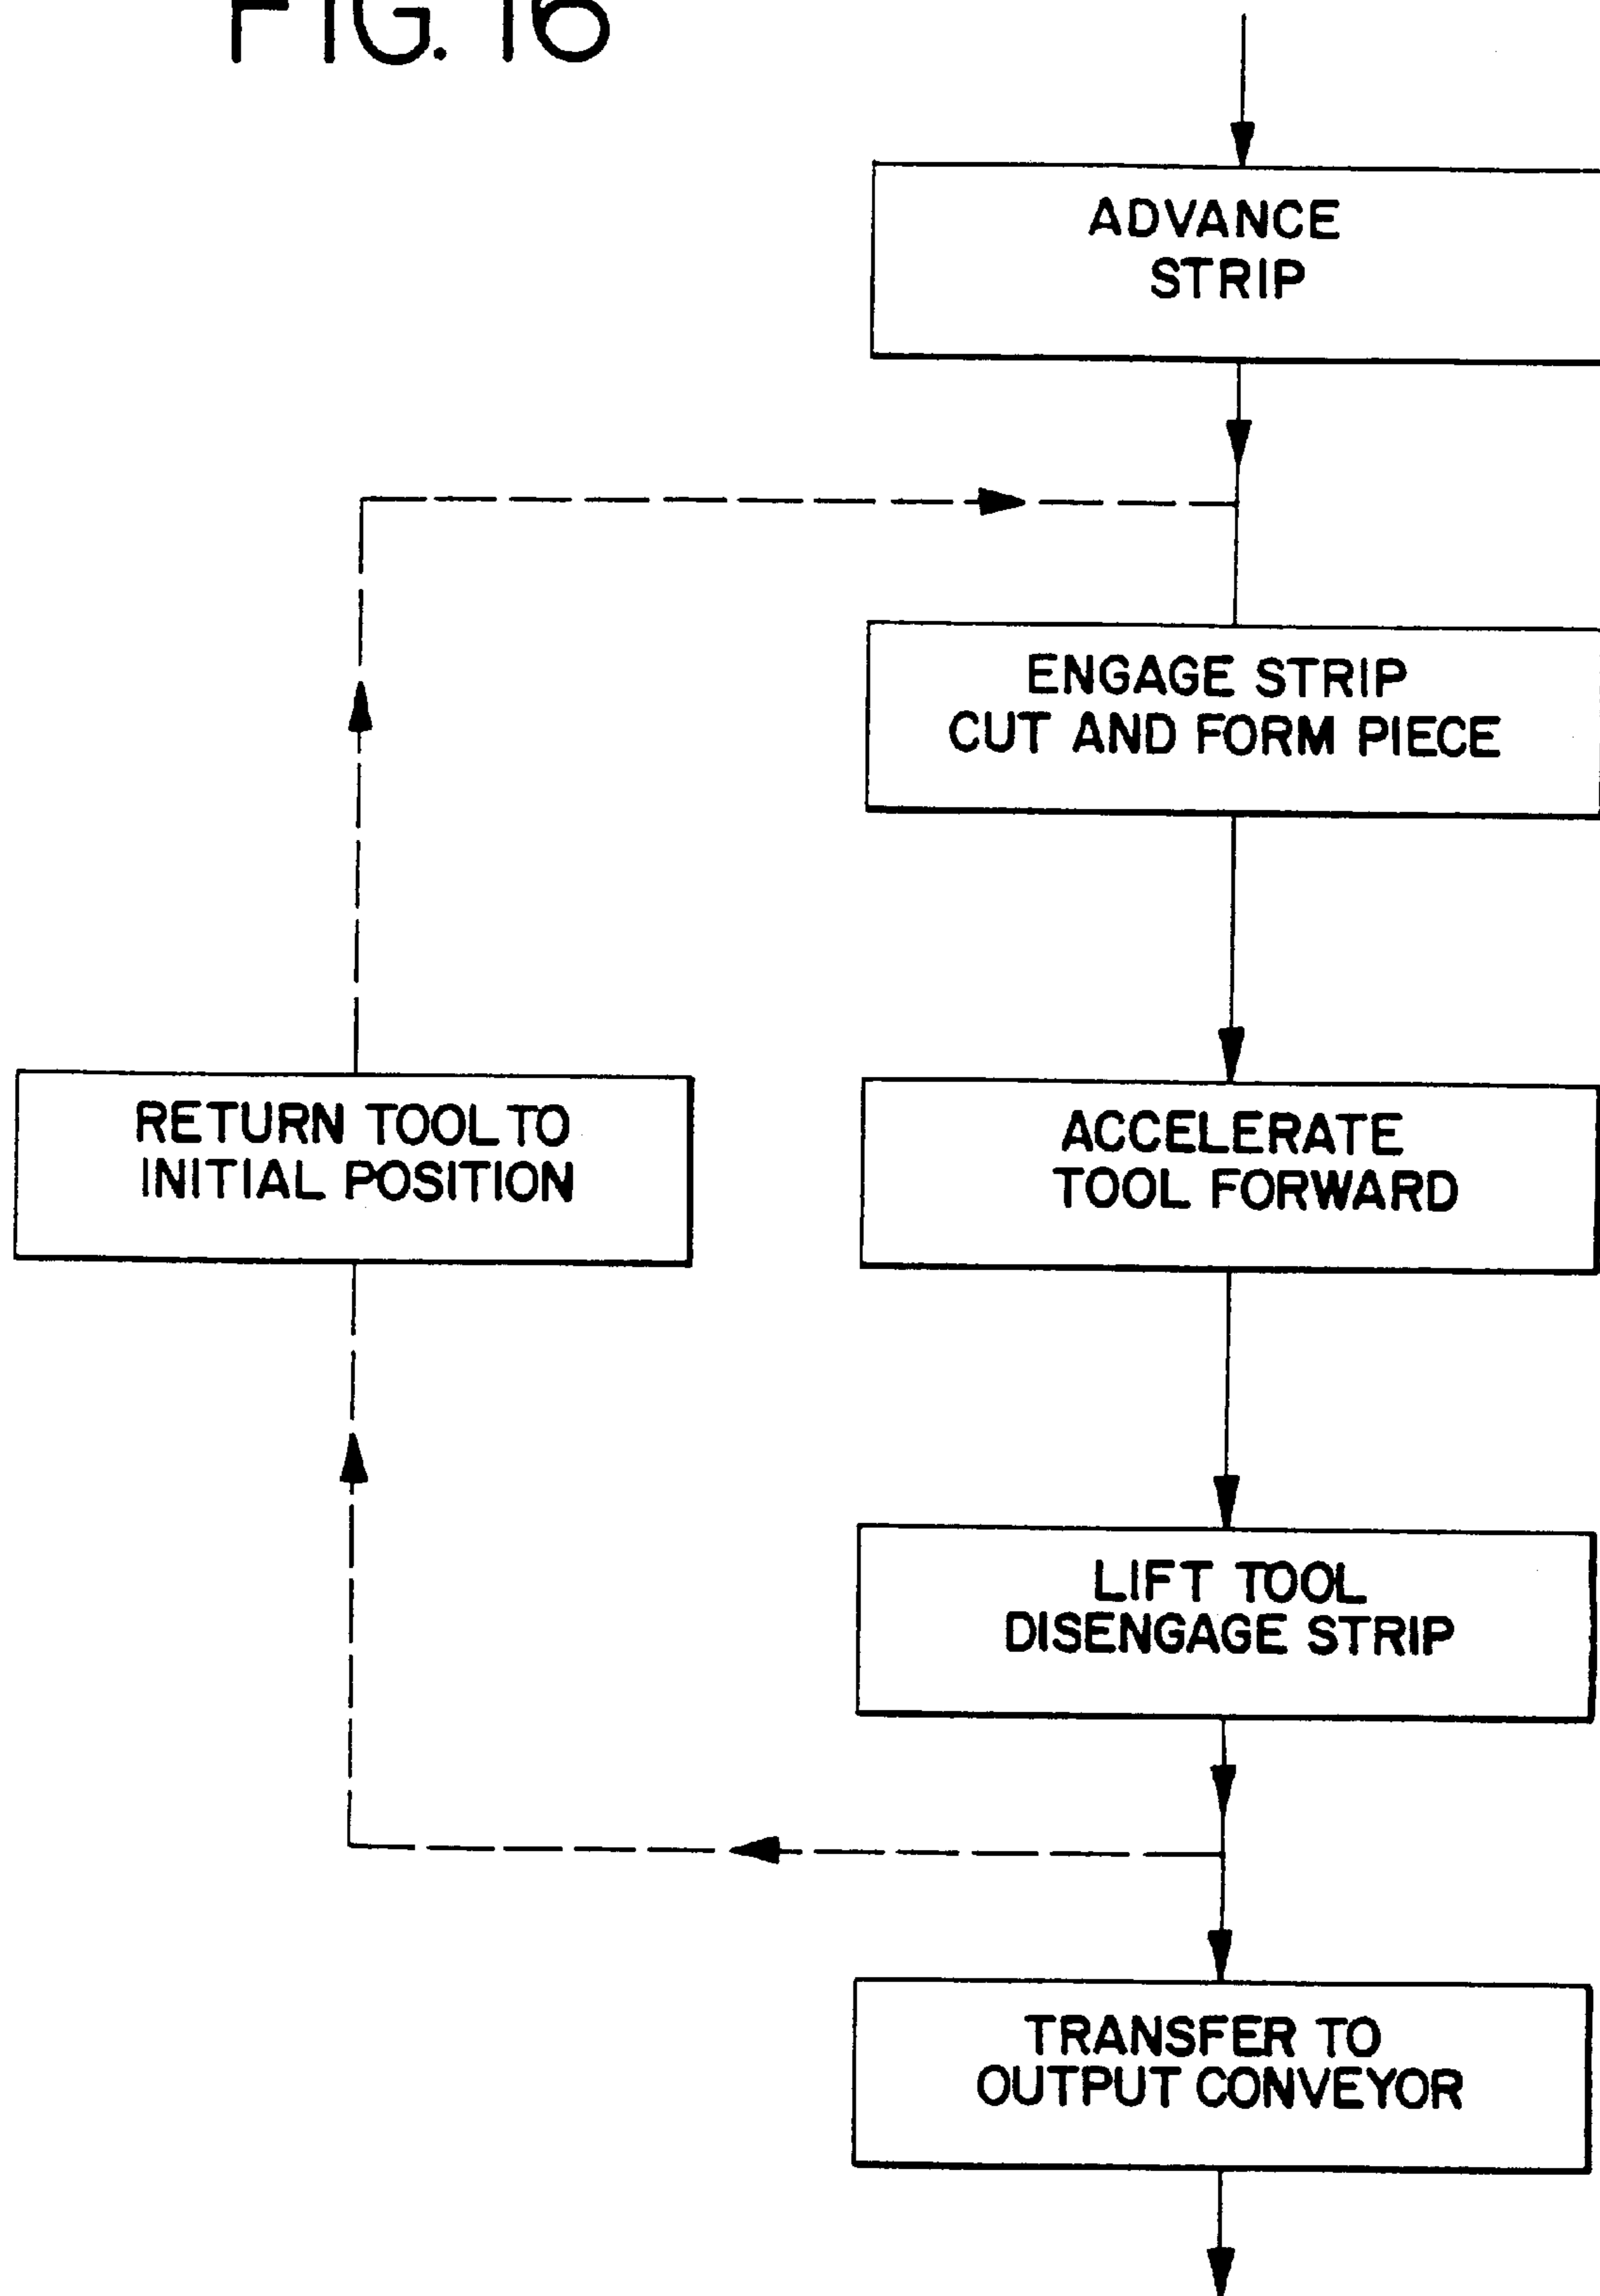 FIG. 16
ADVANCE
STRIP
ENGAGE STRIP
CUT AND FORM PIECE
RETURN TOOL TO
INITIAL POSITION
ACCELERATE
TOOL FORWARD
LIFT TOOL
DISENGAGE STRIP
TRANSFER TO
OUTPUT CONVEYOR